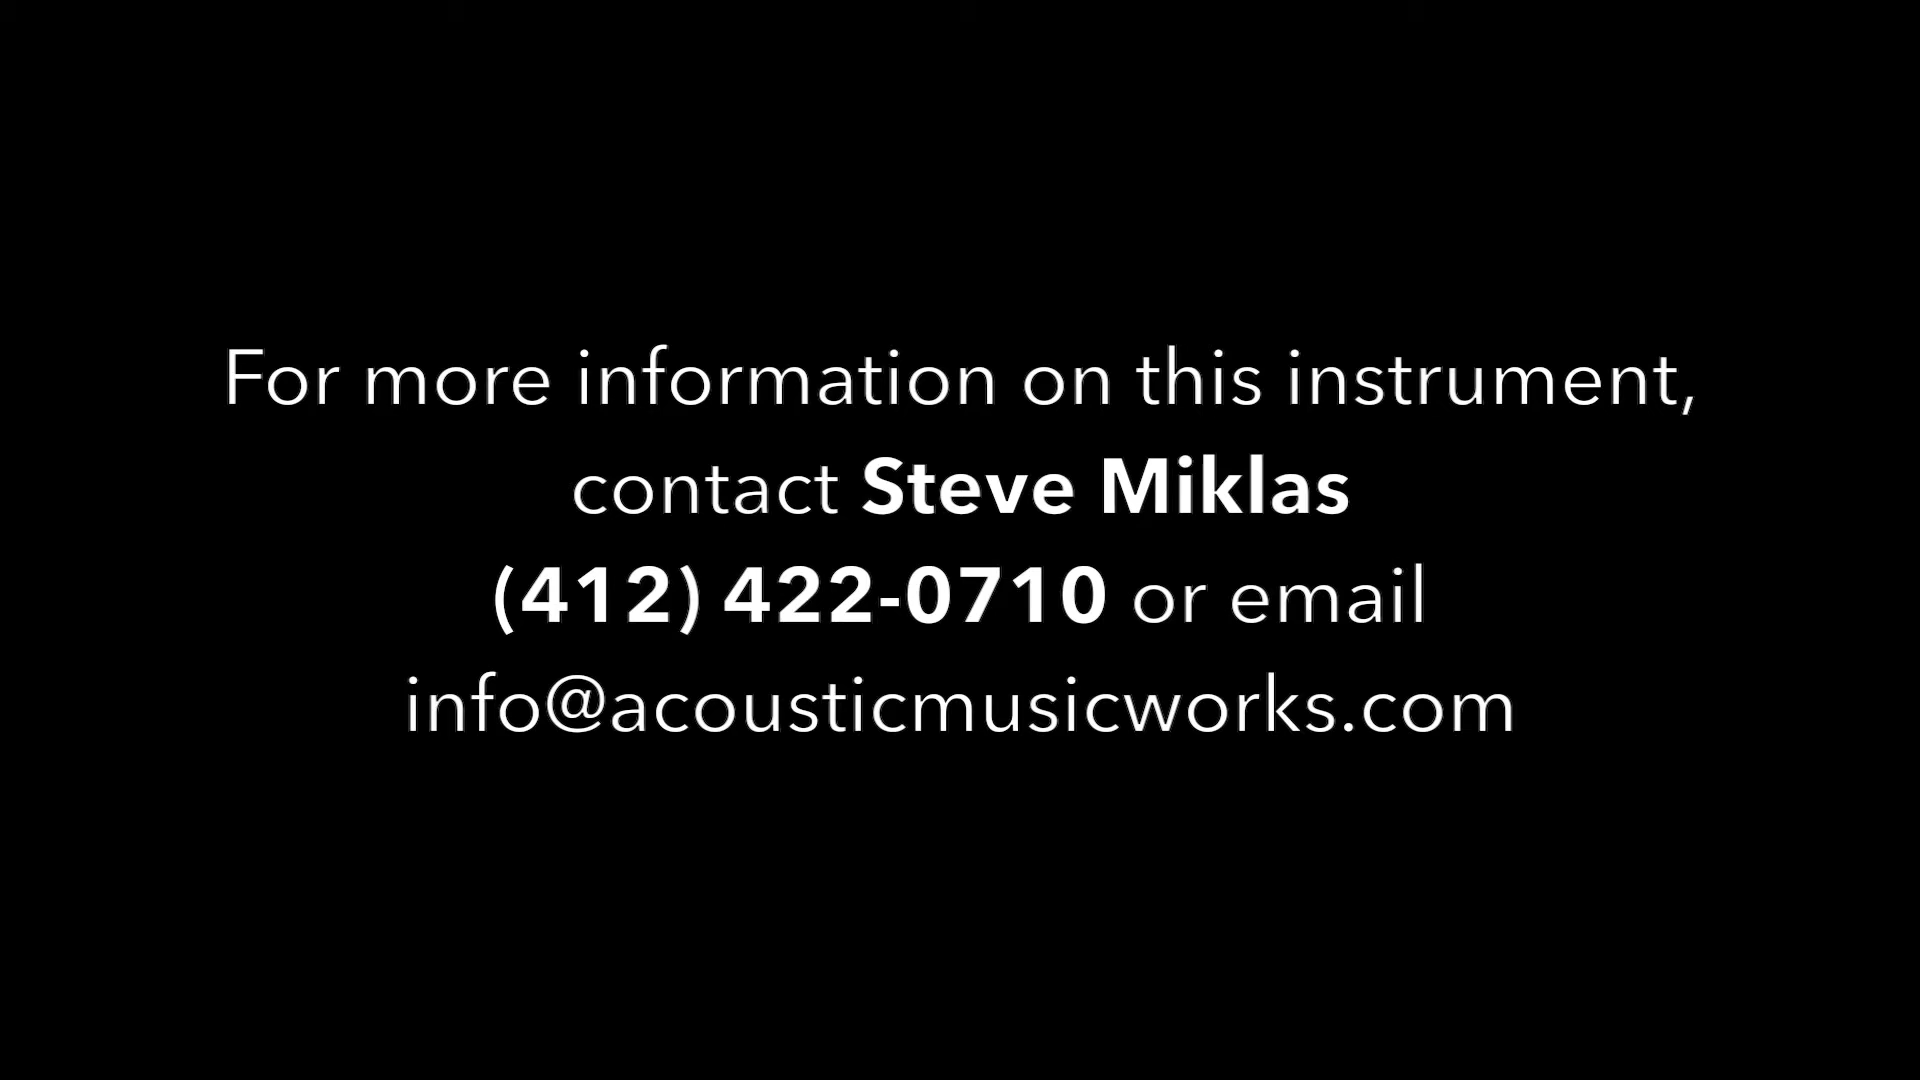 For more information on this instrument,
contact Steve Miklas
(412) 422-0710 or email
info@acousticmusicworks.com